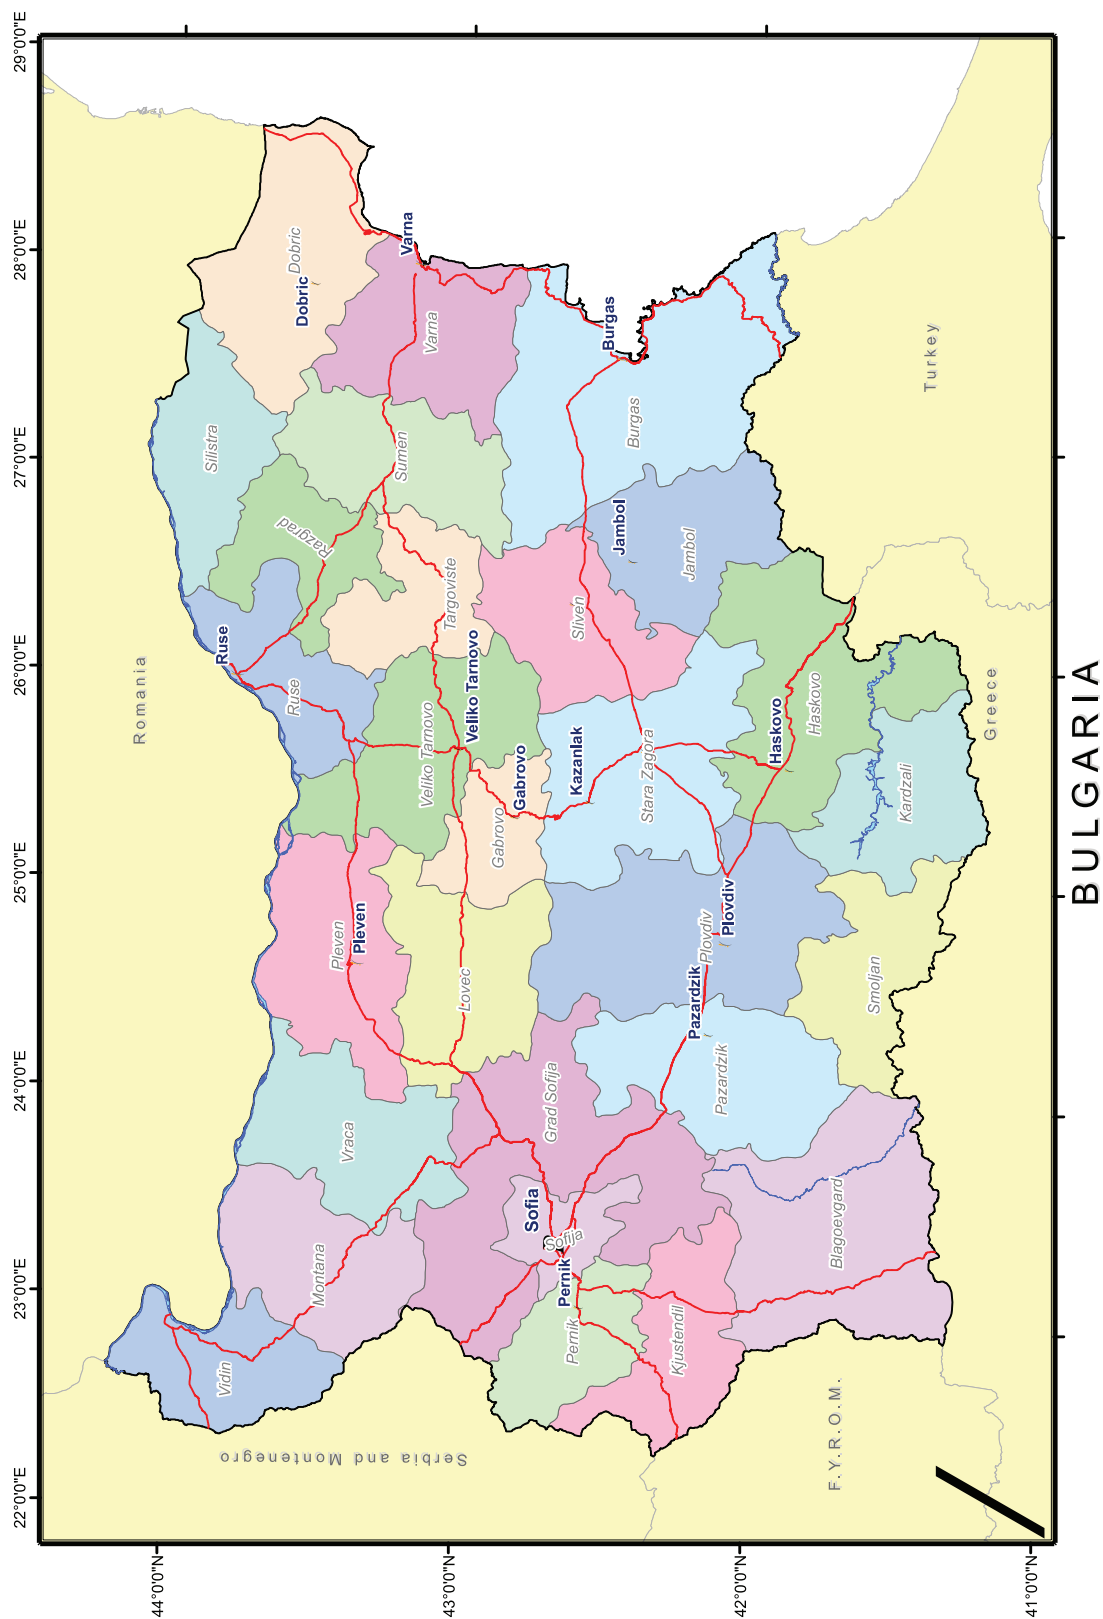 22°0'0"E
23°0'0"E
24°0'0"E
25°0'0"E
26°0'0"E
27°0'0"E
28°0'0"E
29°0'0"E
44°0'0"N
43°0'0"N
42°0'0"N
41°0'0"N
Romania
Serbia and Montenegro
F.Y.R.O.M.
Greece
Turkey
Vidin
Montana
Vraca
Pleven
Pleven
Lovec
Ruse
Ruse
Veliko Tarnovo
Veliko Tarnovo
Gabrovo
Gabrovo
Razgrad
Silistra
Targoviste
Sumen
Dobric
Dobric
Varna
Varna
Burgas
Burgas
Jambol
Jambol
Sliven
Kazanlak
Stara Zagora
Haskovo
Haskovo
Kardzali
Plovdiv
Plovdiv
Pazardzik
Pazardzik
Smoljan
Grad Sofija
Sofia
Sofija
Pernik
Pernik
Kjustendil
Blagoevgard
BULGARIA